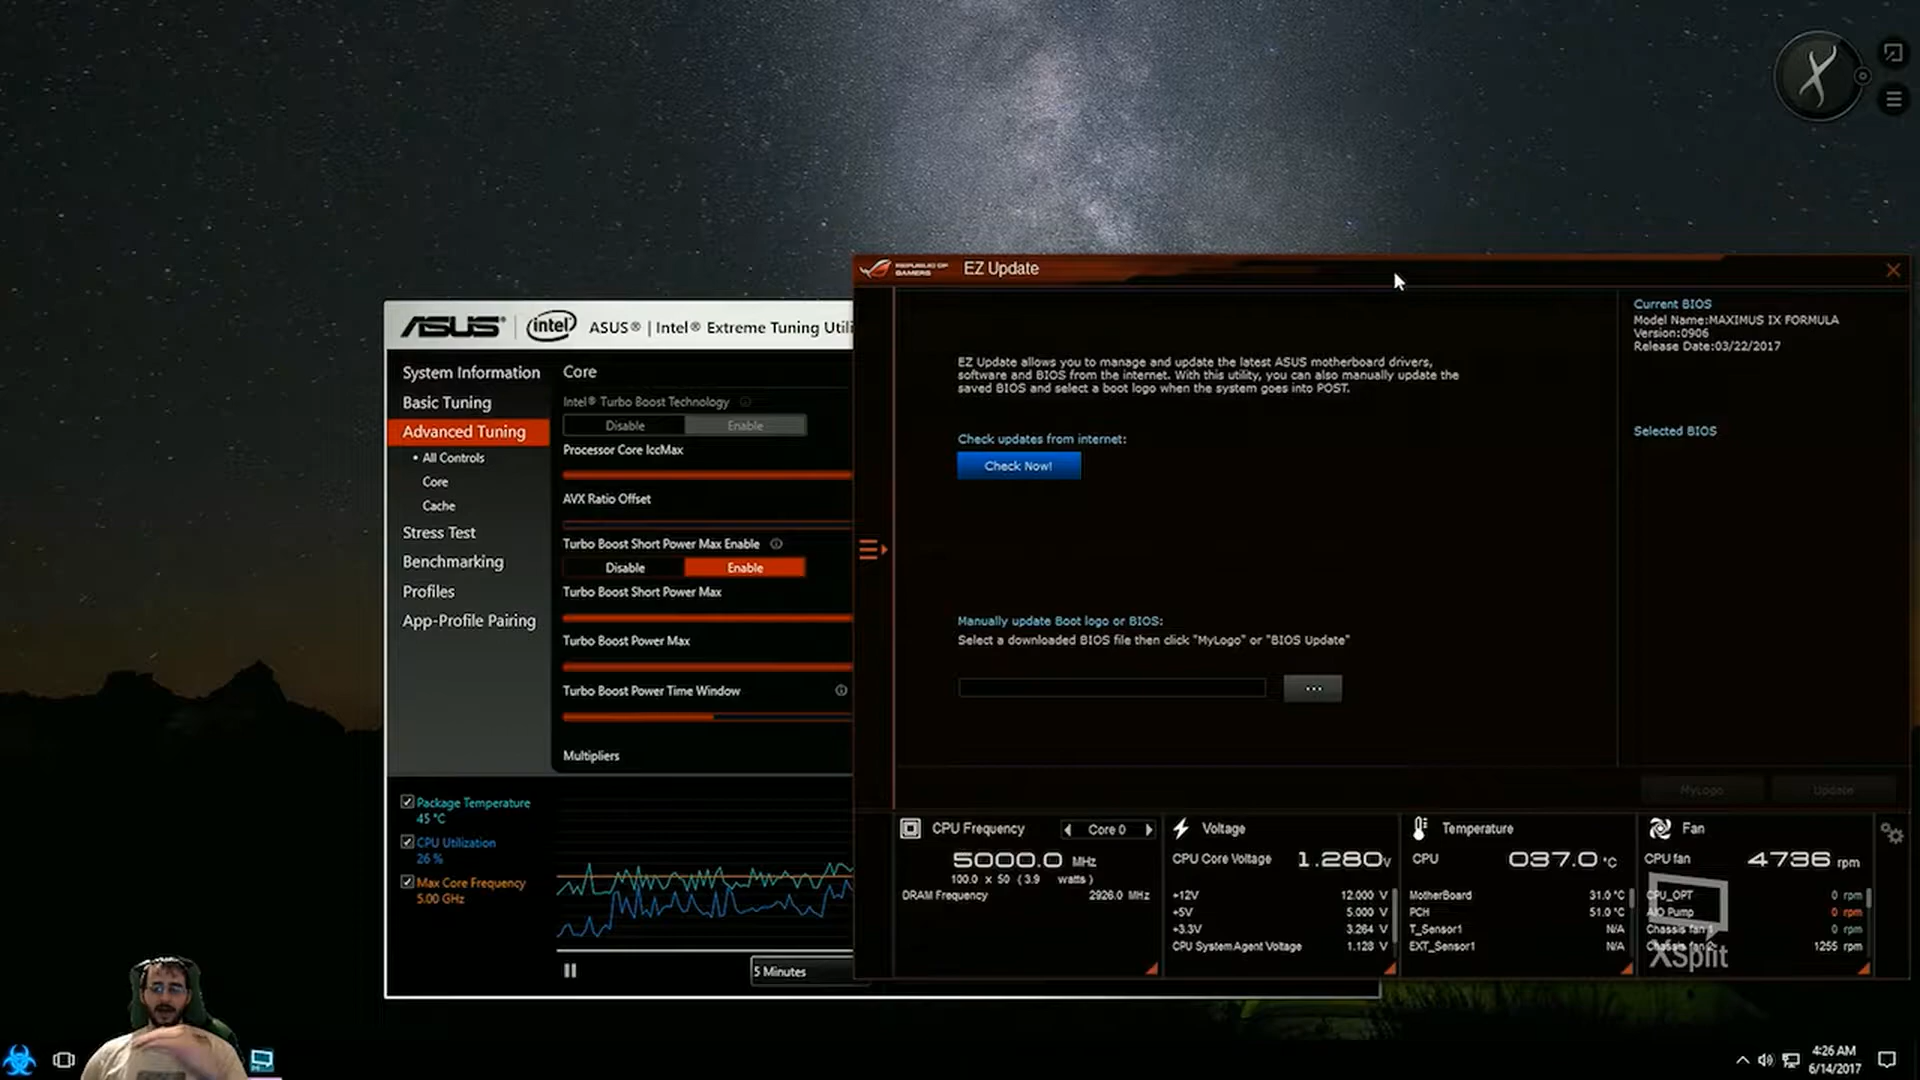 REPUBLIC OF
GAMERS
EZ Update
Current BIOS
Model Name:MAXIMUS IX FORMULA
Version:0906
Release Date:03/22/2017
Selected BIOS
EZ Update allows you to manage and update the latest ASUS motherboard drivers,
software and BIOS from the internet. With this utility, you can also manually update the
saved BIOS and select a boot logo when the system goes into POST.
Check updates from internet:
Check Now!
Manually update Boot logo or BIOS:
Select a downloaded BIOS file then click "MyLogo" or "BIOS Update"
...
MyLogo
Update
ASUS
intel
ASUS® | Intel® Extreme Tuning Utili
System Information
Basic Tuning
Advanced Tuning
• All Controls
Core
Cache
Stress Test
Benchmarking
Profiles
App-Profile Pairing
Core
Intel® Turbo Boost Technology
Disable
Enable
Processor Core IccMax
AVX Ratio Offset
Turbo Boost Short Power Max Enable
Disable
Enable
Turbo Boost Short Power Max
Turbo Boost Power Max
Turbo Boost Power Time Window
Multipliers
Package Temperature
45 °C
CPU Utilization
26 %
Max Core Frequency
5.00 GHz
5 Minutes
CPU Frequency
Core 0
5000.0 MHz
100.0 x 50 ( 3.9 watts )
DRAM Frequency 2926.0 MHz
Voltage
CPU Core Voltage 1.280 V
+12V 12.000 V
+5V 5.000 V
+3.3V 3.264 V
CPU System Agent Voltage 1.128 V
Temperature
CPU 037.0 °C
MotherBoard 31.0 °C
PCH 51.0 °C
T_Sensor1 N/A
EXT_Sensor1 N/A
Fan
CPU fan 4736 rpm
CPU_OPT 0 rpm
AIO Pump 0 rpm
Chassis fan 1 0 rpm
Chassis fan 2 1255 rpm
XSplit
4:26 AM
6/14/2017